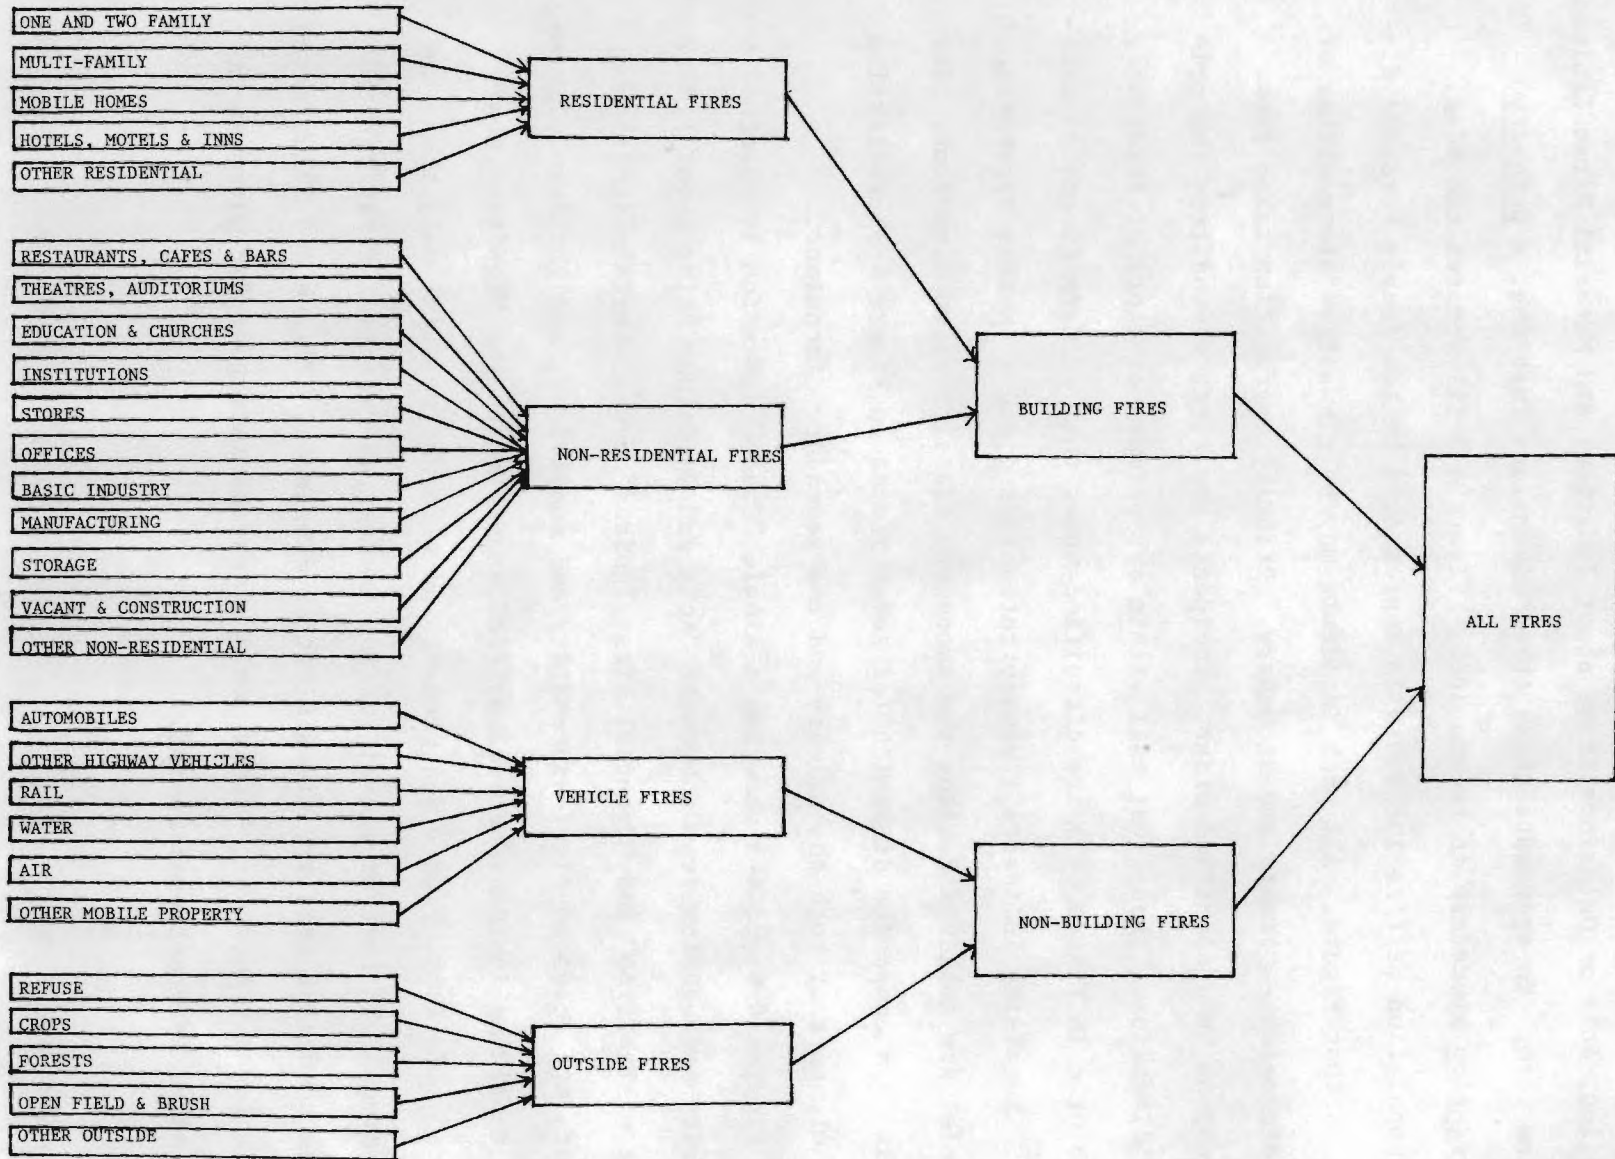 ONE AND TWO FAMILY
MULTI-FAMILY
MOBILE HOMES
HOTELS, MOTELS & INNS
OTHER RESIDENTIAL
RESIDENTIAL FIRES
RESTAURANTS, CAFES & BARS
THEATRES, AUDITORIUMS
EDUCATION & CHURCHES
INSTITUTIONS
STORES
OFFICES
BASIC INDUSTRY
MANUFACTURING
STORAGE
VACANT & CONSTRUCTION
OTHER NON-RESIDENTIAL
NON-RESIDENTIAL FIRES
BUILDING FIRES
AUTOMOBILES
OTHER HIGHWAY VEHICLES
RAIL
WATER
AIR
OTHER MOBILE PROPERTY
VEHICLE FIRES
REFUSE
CROPS
FORESTS
OPEN FIELD & BRUSH
OTHER OUTSIDE
OUTSIDE FIRES
NON-BUILDING FIRES
ALL FIRES